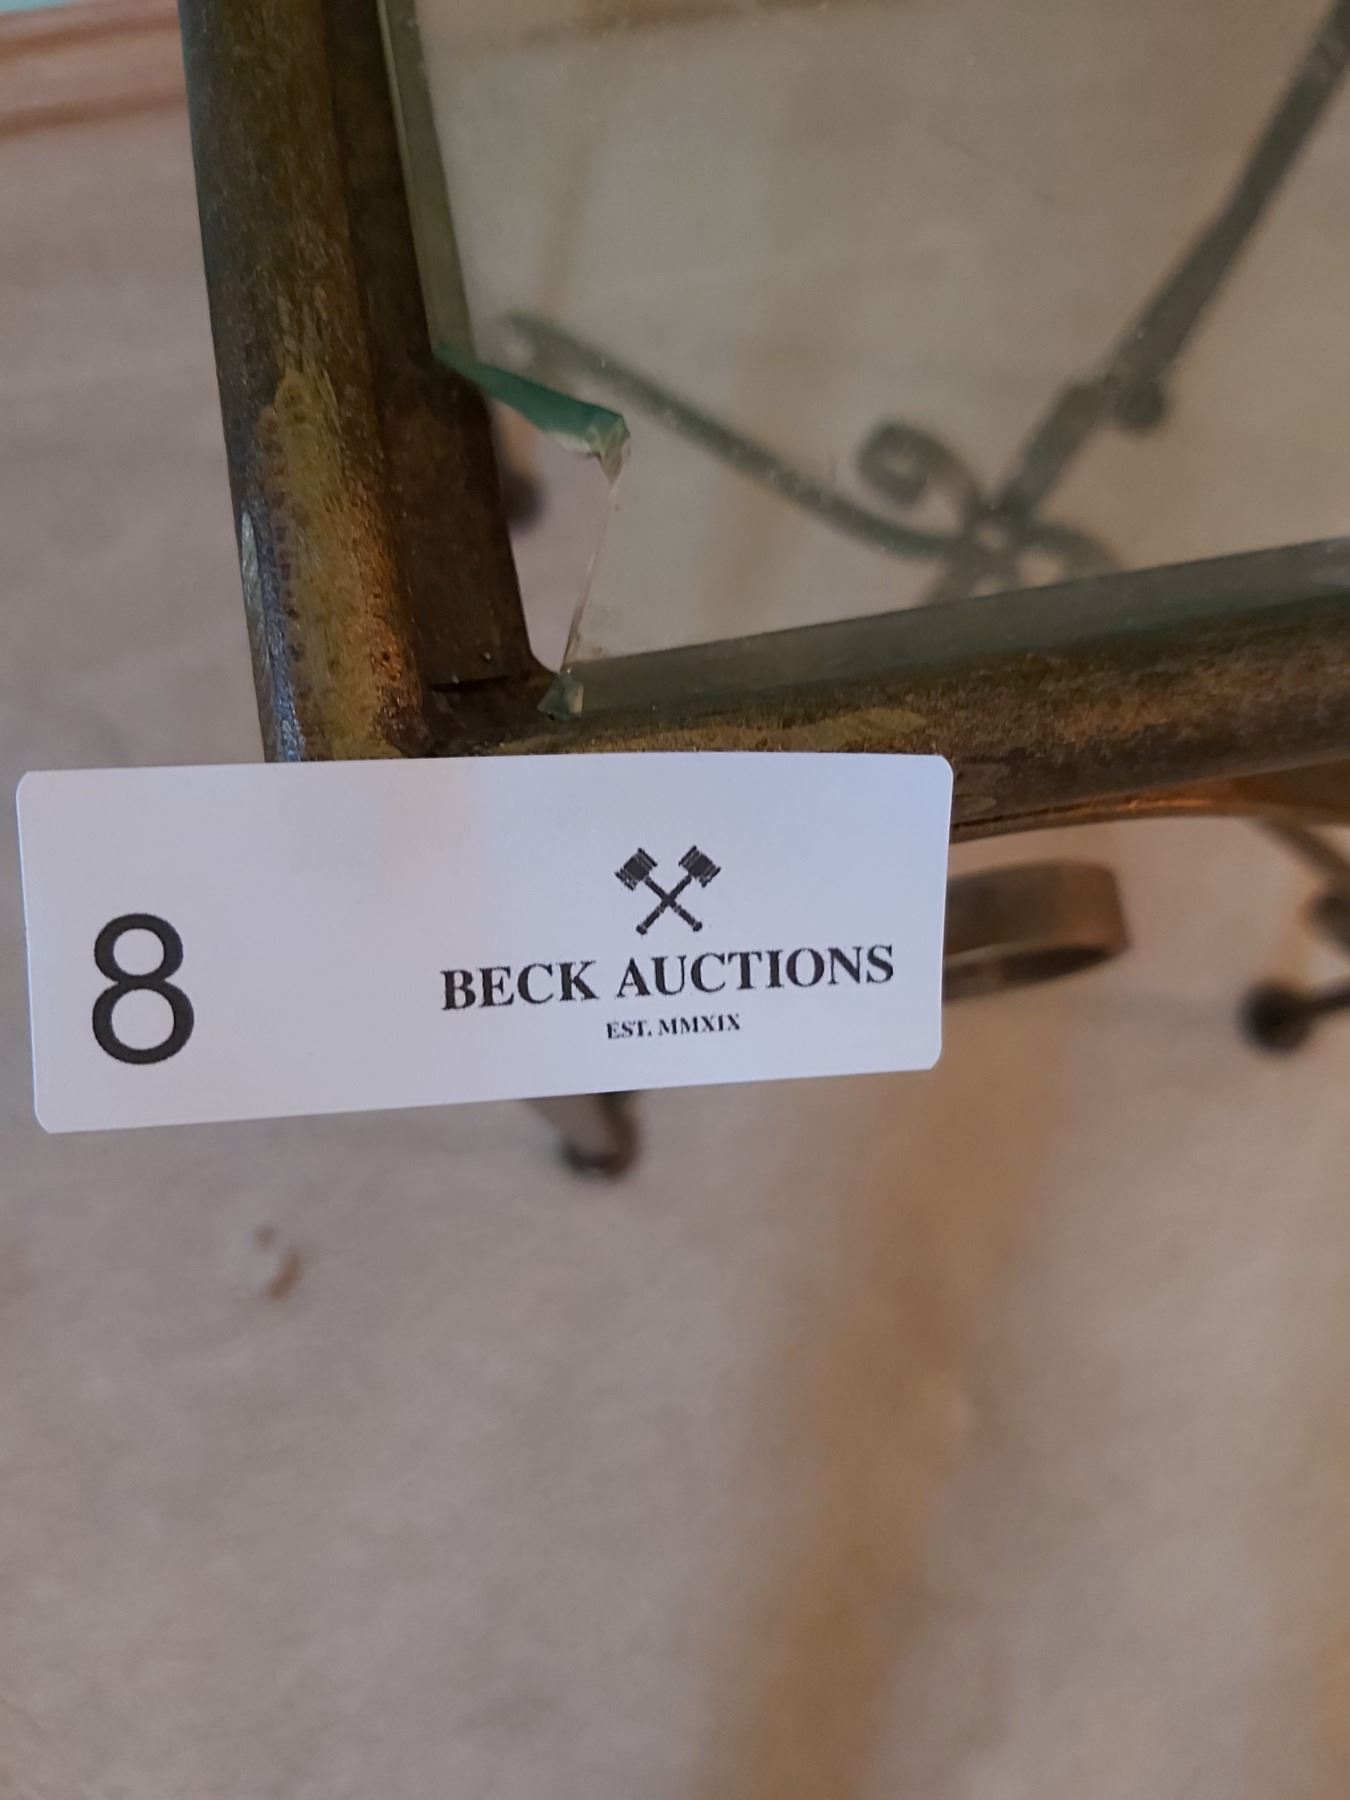 8
BECK AUCTIONS
EST. MMXIX